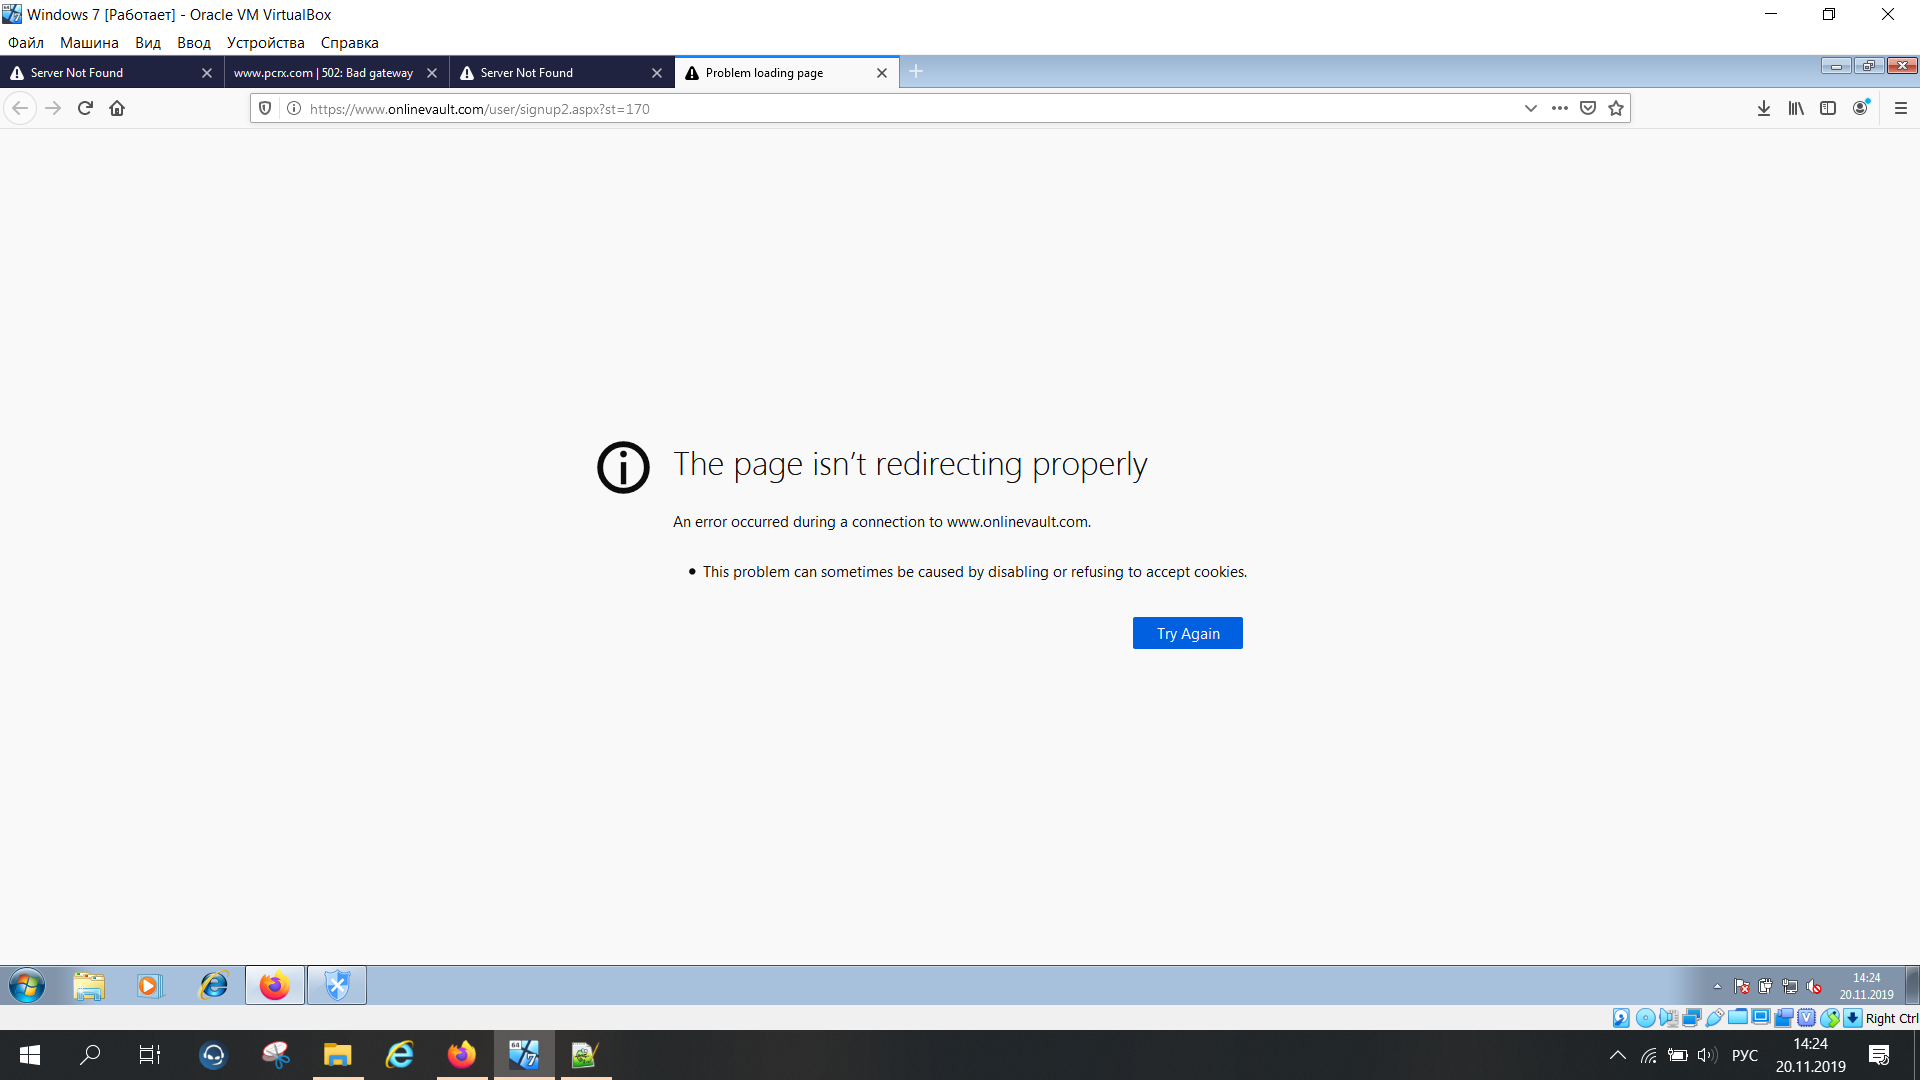 Windows 7 [Работает] - Oracle VM VirtualBox
Файл Машина Вид Ввод Устройства Справка
Server Not Found
www.pcrx.com | 502: Bad gateway
Server Not Found
Problem loading page
https://www.onlinevault.com/user/signup2.aspx?st=170
The page isn’t redirecting properly
An error occurred during a connection to www.onlinevault.com.
This problem can sometimes be caused by disabling or refusing to accept cookies.
Try Again
14:24
20.11.2019
Right Ctrl
64
7
РУС
14:24
20.11.2019